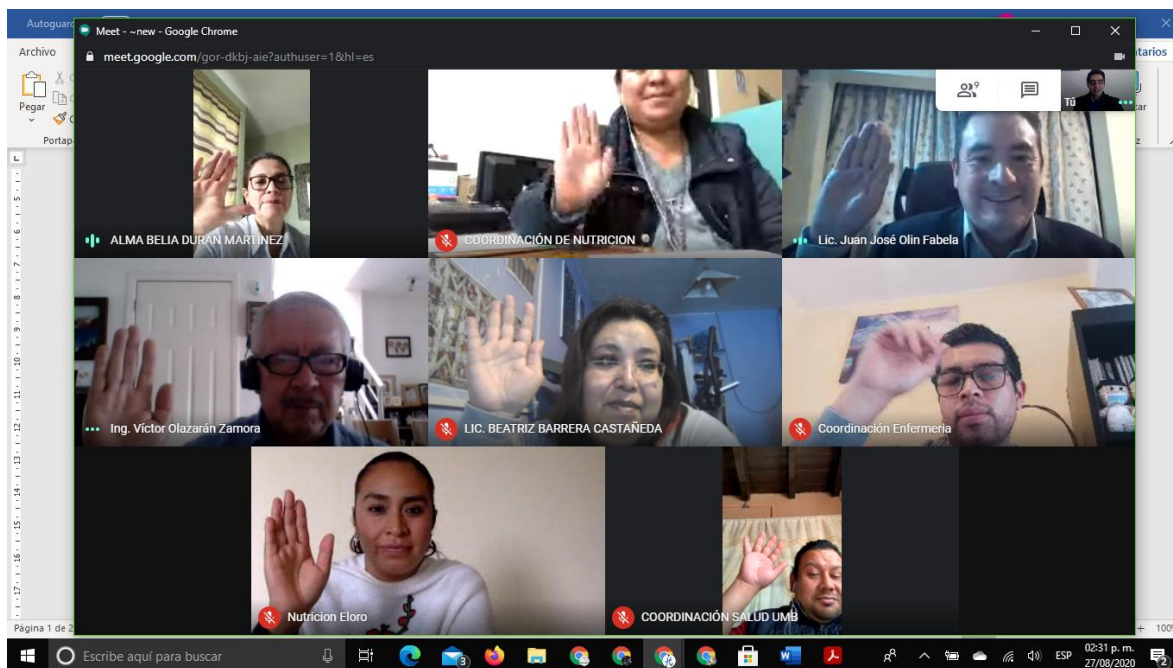 Autoguard
Meet - ~new - Google Chrome
Archivo
tarios
meet.google.com/gor-dkbj-aie?authuser=1&hl=es
Pegar
Portap
9
Tú
ALMA BELIA DURAN MARTINEZ
COORDINACIÓN DE NUTRICION
Lic. Juan José Olin Fabela
Ing. Víctor Olazarán Zamora
LIC. BEATRIZ BARRERA CASTAÑEDA
Coordinación Enfermeria
Nutricion Eloro
COORDINACIÓN SALUD UMB
Página 1 de 2
100%
Escribe aquí para buscar
3
ESP
02:31 p. m.
27/08/2020